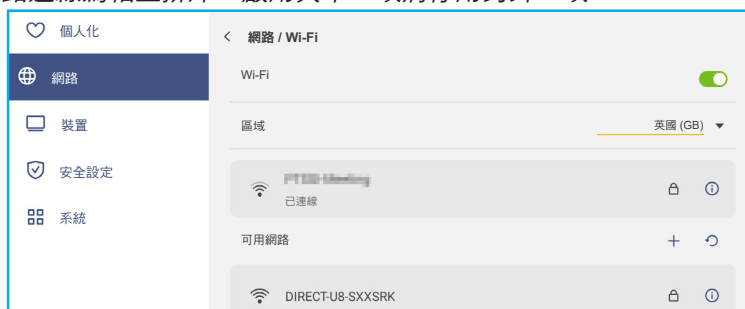 個人化
網路 / Wi-Fi
網路
Wi-Fi
裝置
區域
英國 (GB)
安全設定
已連線
系統
可用網路
DIRECT-U8-SXXSRK